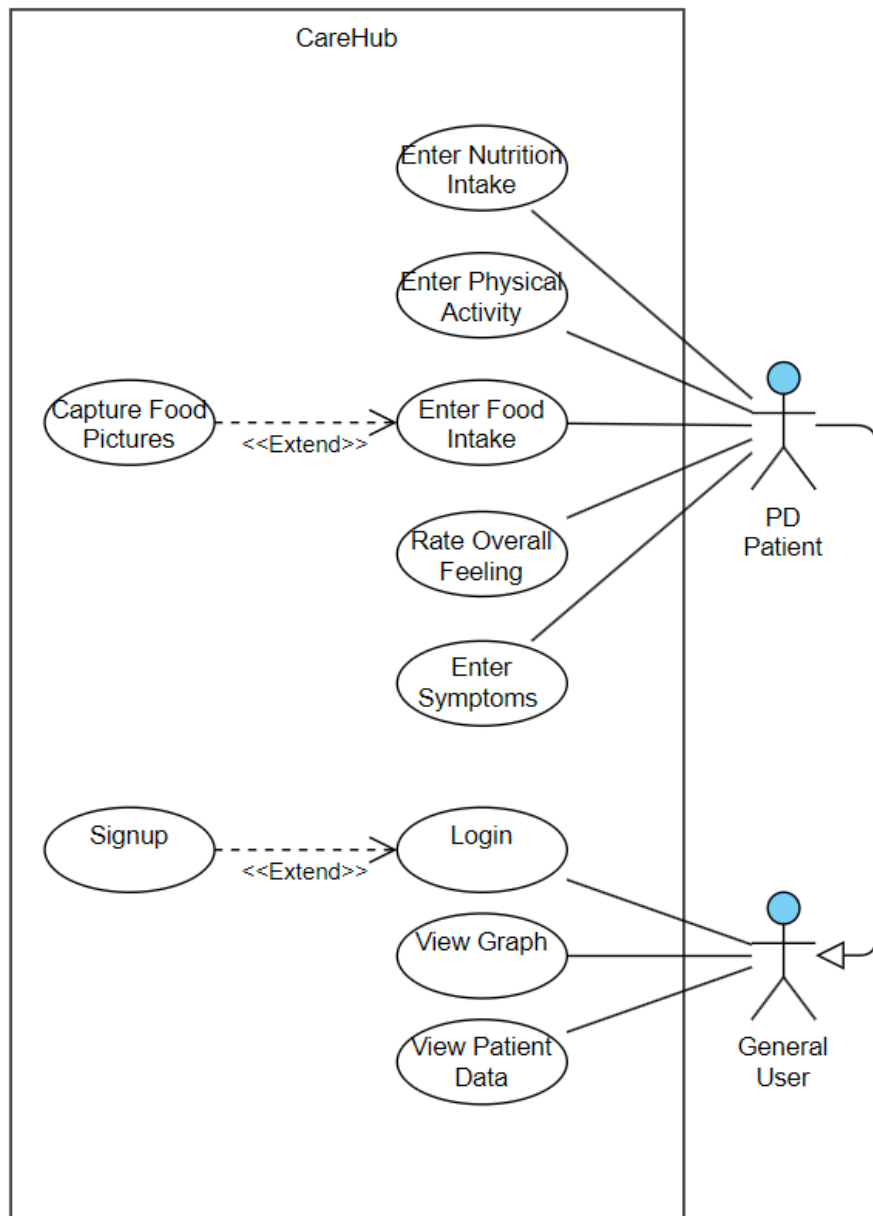 CareHub
Enter Nutrition
Intake
Enter Physical
Activity
Capture Food
Pictures
<<Extend>>
Enter Food
Intake
Rate Overall
Feeling
Enter
Symptoms
PD
Patient
Signup
<<Extend>>
Login
View Graph
View Patient
Data
General
User